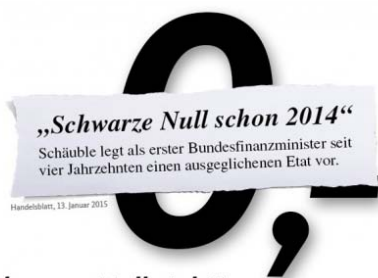 0,-
„Schwarze Null schon 2014“
Schäuble legt als erster Bundesfinanzminister seit
vier Jahrzehnten einen ausgeglichenen Etat vor.
Handelsblatt, 13. Januar 2015